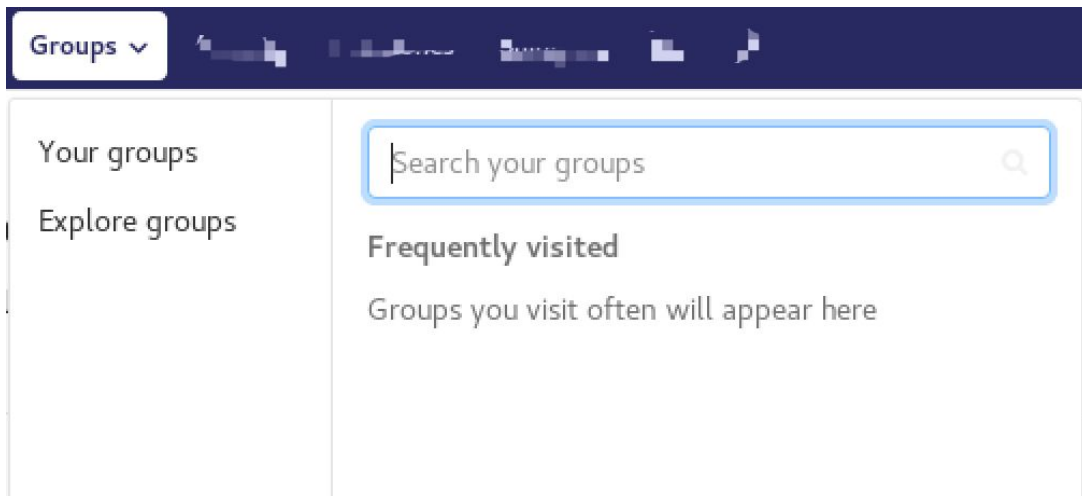 Groups
Your groups
Explore groups
Search your groups
Frequently visited
Groups you visit often will appear here